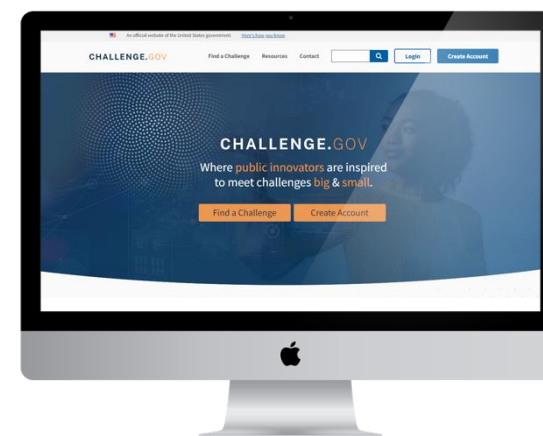 An official website of the United States government Here's how you know
CHALLENGE.GOV Find a Challenge Resources Contact Login Create Account
CHALLENGE.GOV
Where public innovators are inspired
to meet challenges big & small.
Find a Challenge Create Account